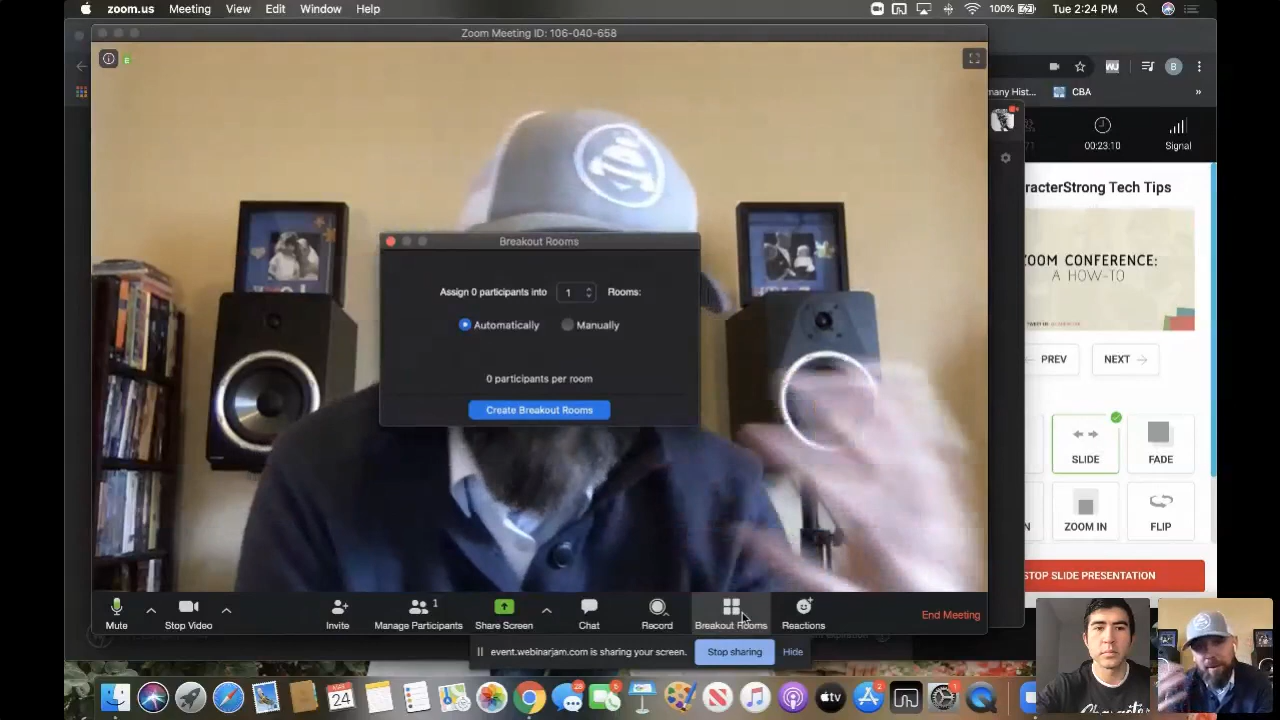 zoom.us Meeting View Edit Window Help
100% Tue 2:24 PM
Zoom Meeting ID: 106-040-658
many Hist... CBA »
00:23.10 Signal
racterStrong Tech Tips
ZOOM CONFERENCE:
A HOW-TO
PREV NEXT
SLIDE FADE
ZOOM IN FLIP
STOP SLIDE PRESENTATION
Breakout Rooms
Assign 0 participants into 1 Rooms:
Automatically Manually
0 participants per room
Create Breakout Rooms
Mute Stop Video Invite Manage Participants 1 Share Screen Chat Record Breakout Rooms Reactions End Meeting
event.webinarjam.com is sharing your screen. Stop sharing Hide
24
tv